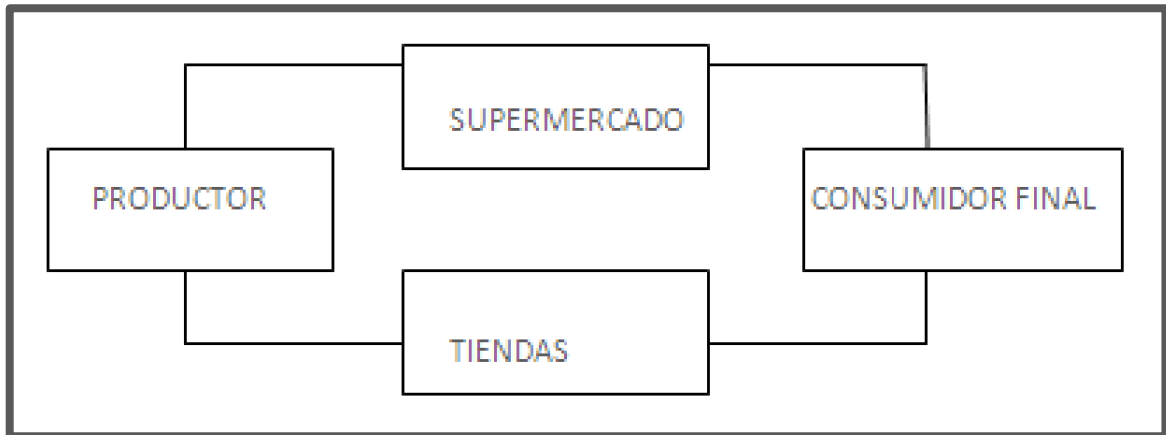 SUPERMERCADO
PRODUCTOR
CONSUMIDOR FINAL
TIENDAS